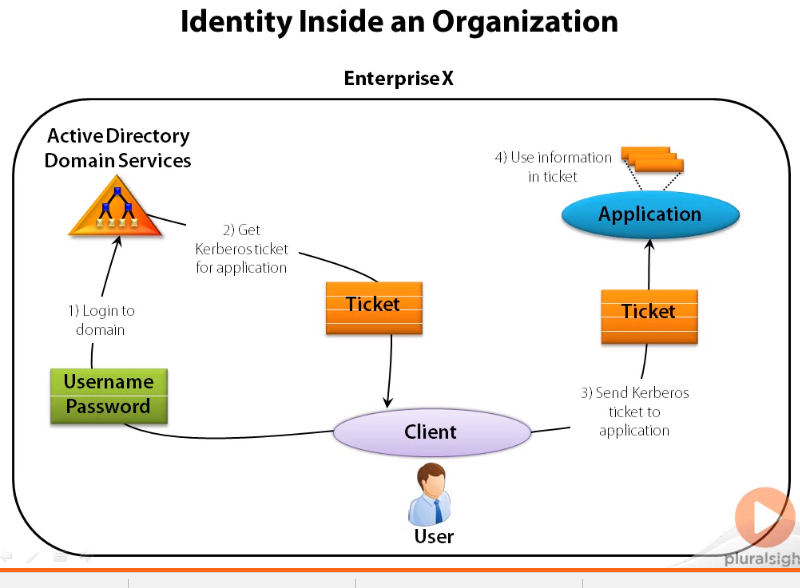 Identity Inside an Organization
Enterprise X
Active Directory
Domain Services
4) Use information
in ticket
Application
2) Get
Kerberos ticket
for application
Ticket
Ticket
1) Login to
domain
Username
Password
3) Send Kerberos
ticket to
application
Client
User
pluralsigh